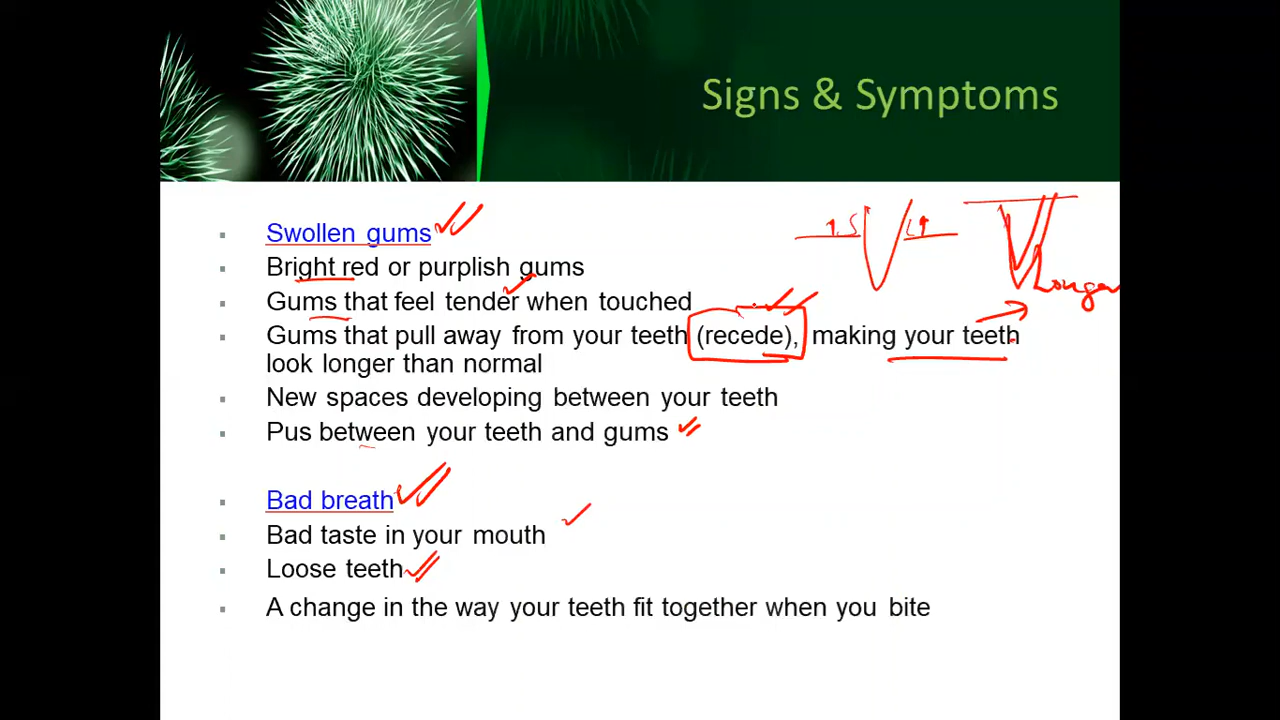 Signs & Symptoms
Swollen gums
Bright red or purplish gums
Gums that feel tender when touched
Gums that pull away from your teeth (recede), making your teeth
look longer than normal
Longer
New spaces developing between your teeth
Pus between your teeth and gums
Bad breath
Bad taste in your mouth
Loose teeth
A change in the way your teeth fit together when you bite